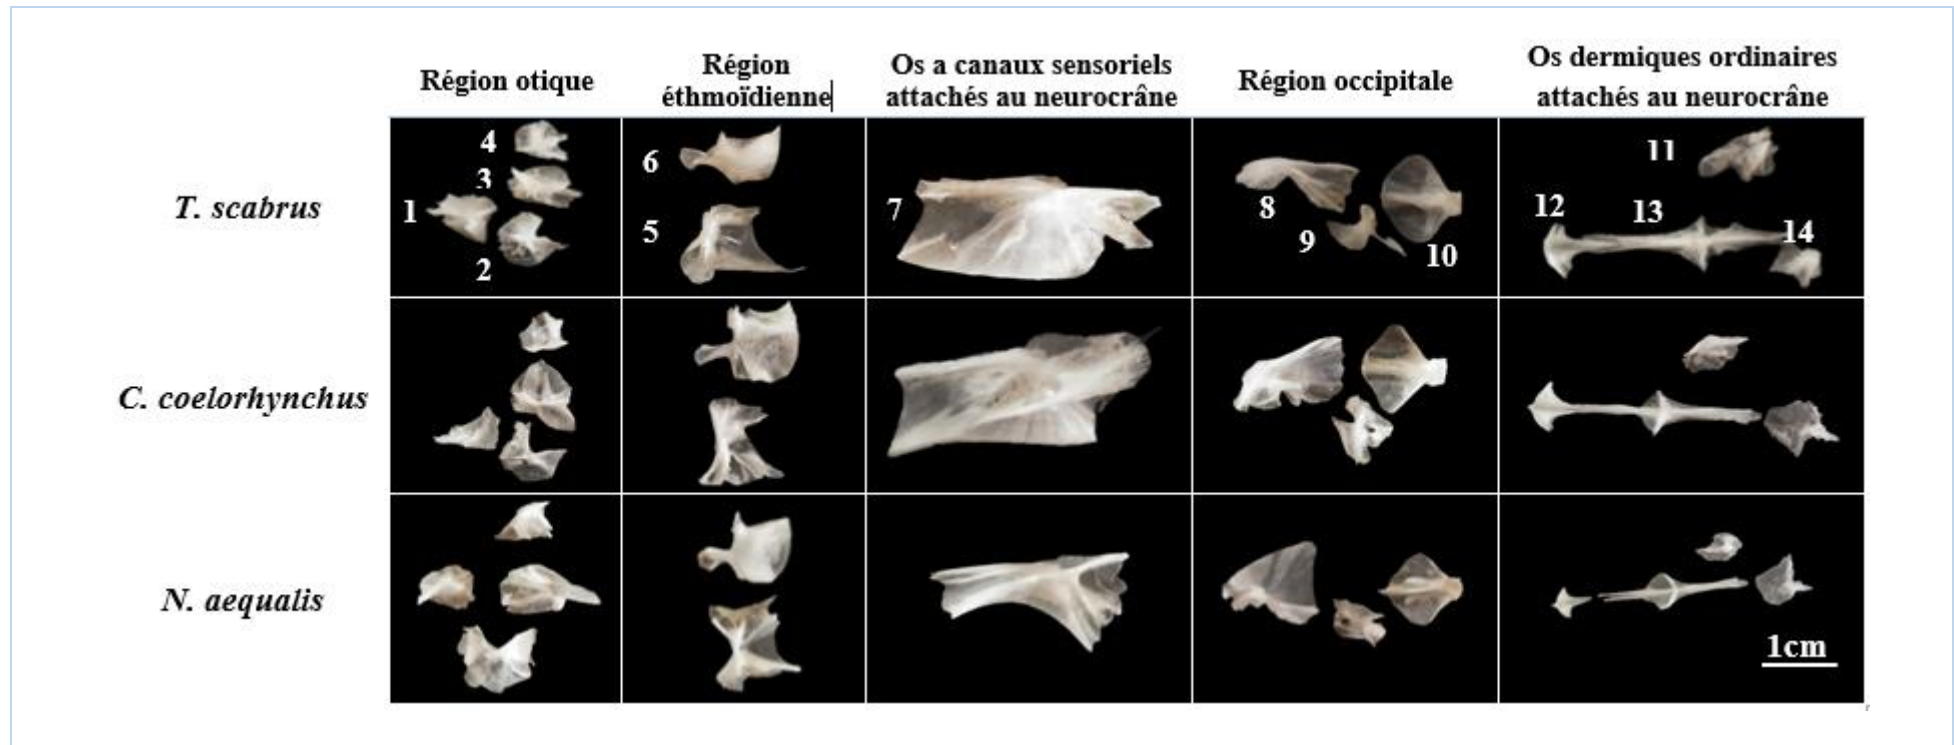 Région otique
Région
éthmoïdienne
Os a canaux sensoriels
attachés au neurocrâne
Région occipitale
Os dermiques ordinaires
attachés au neurocrâne
T. scabrus
4
3
1
2
6
5
7
8
9
10
11
12
13
14
C. coelorhynchus
N. aequalis
1cm